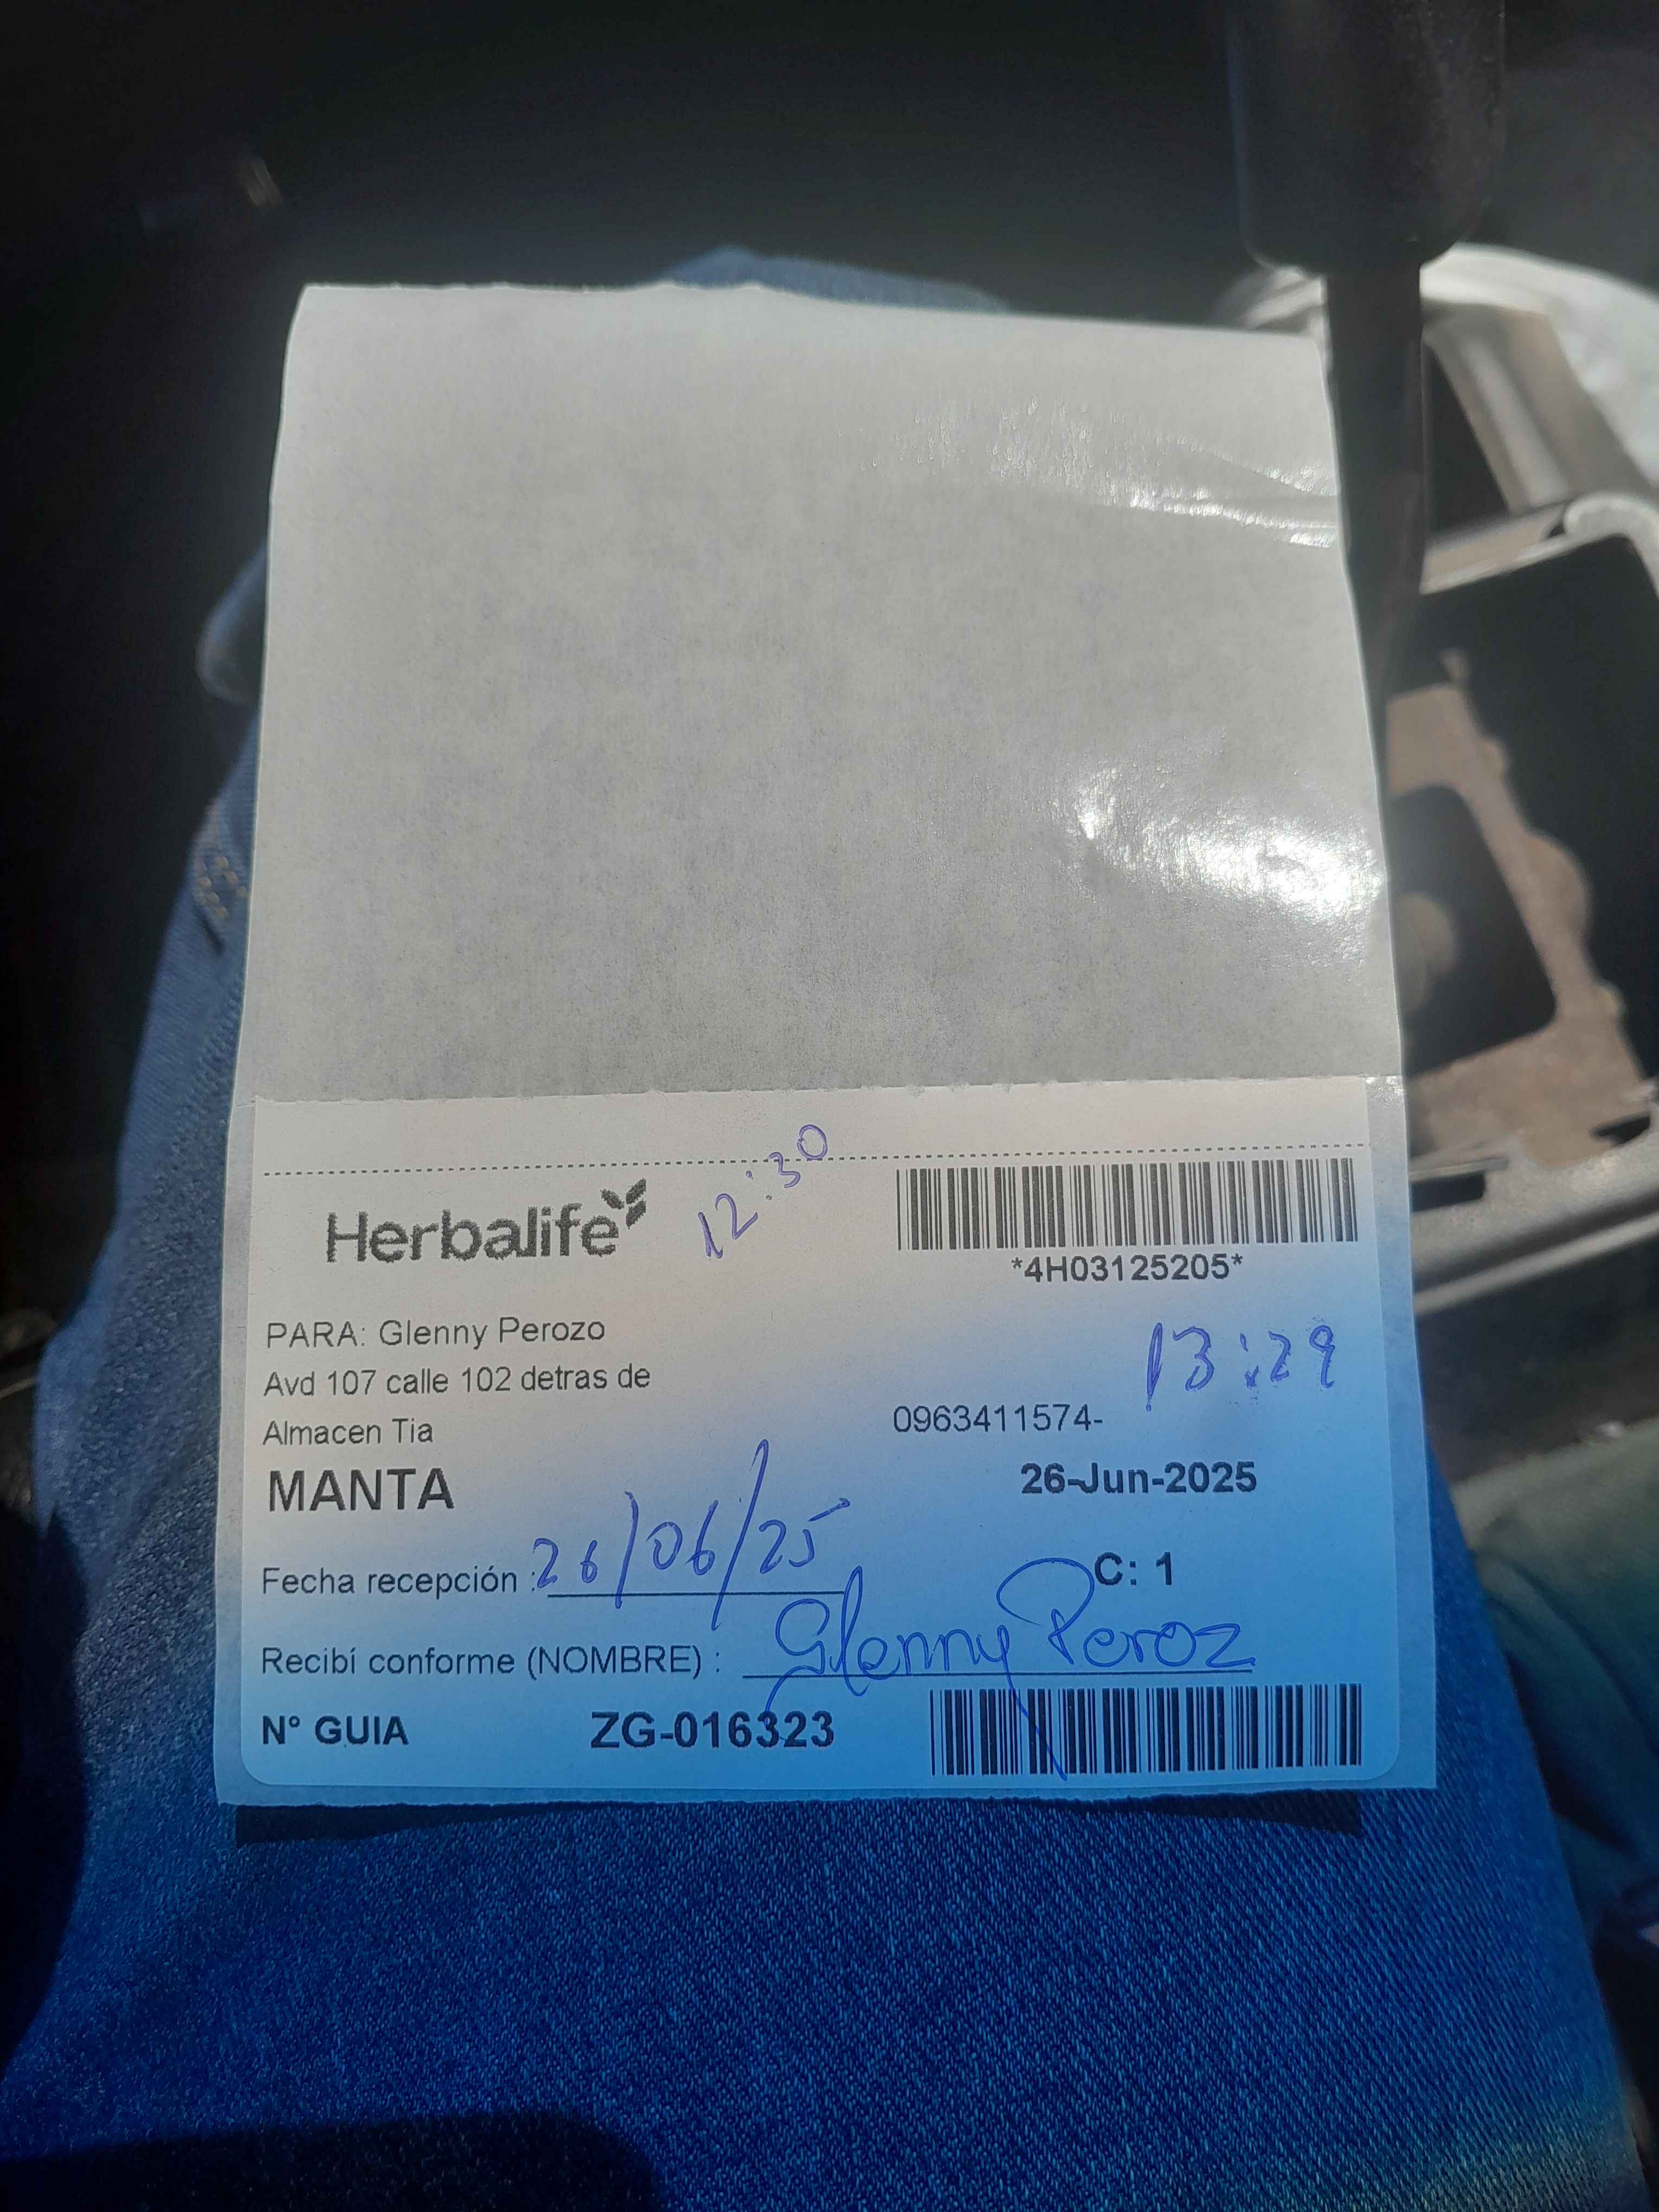 Herbalife
12:30
*4H03125205*
PARA: Glenny Perozo
Avd 107 calle 102 detras de
Almacen Tia
13:29
0963411574-
MANTA
26-Jun-2025
Fecha recepción : 26/06/25
C: 1
Recibí conforme (NOMBRE) : Glenny Peroz
N° GUIA ZG-016323